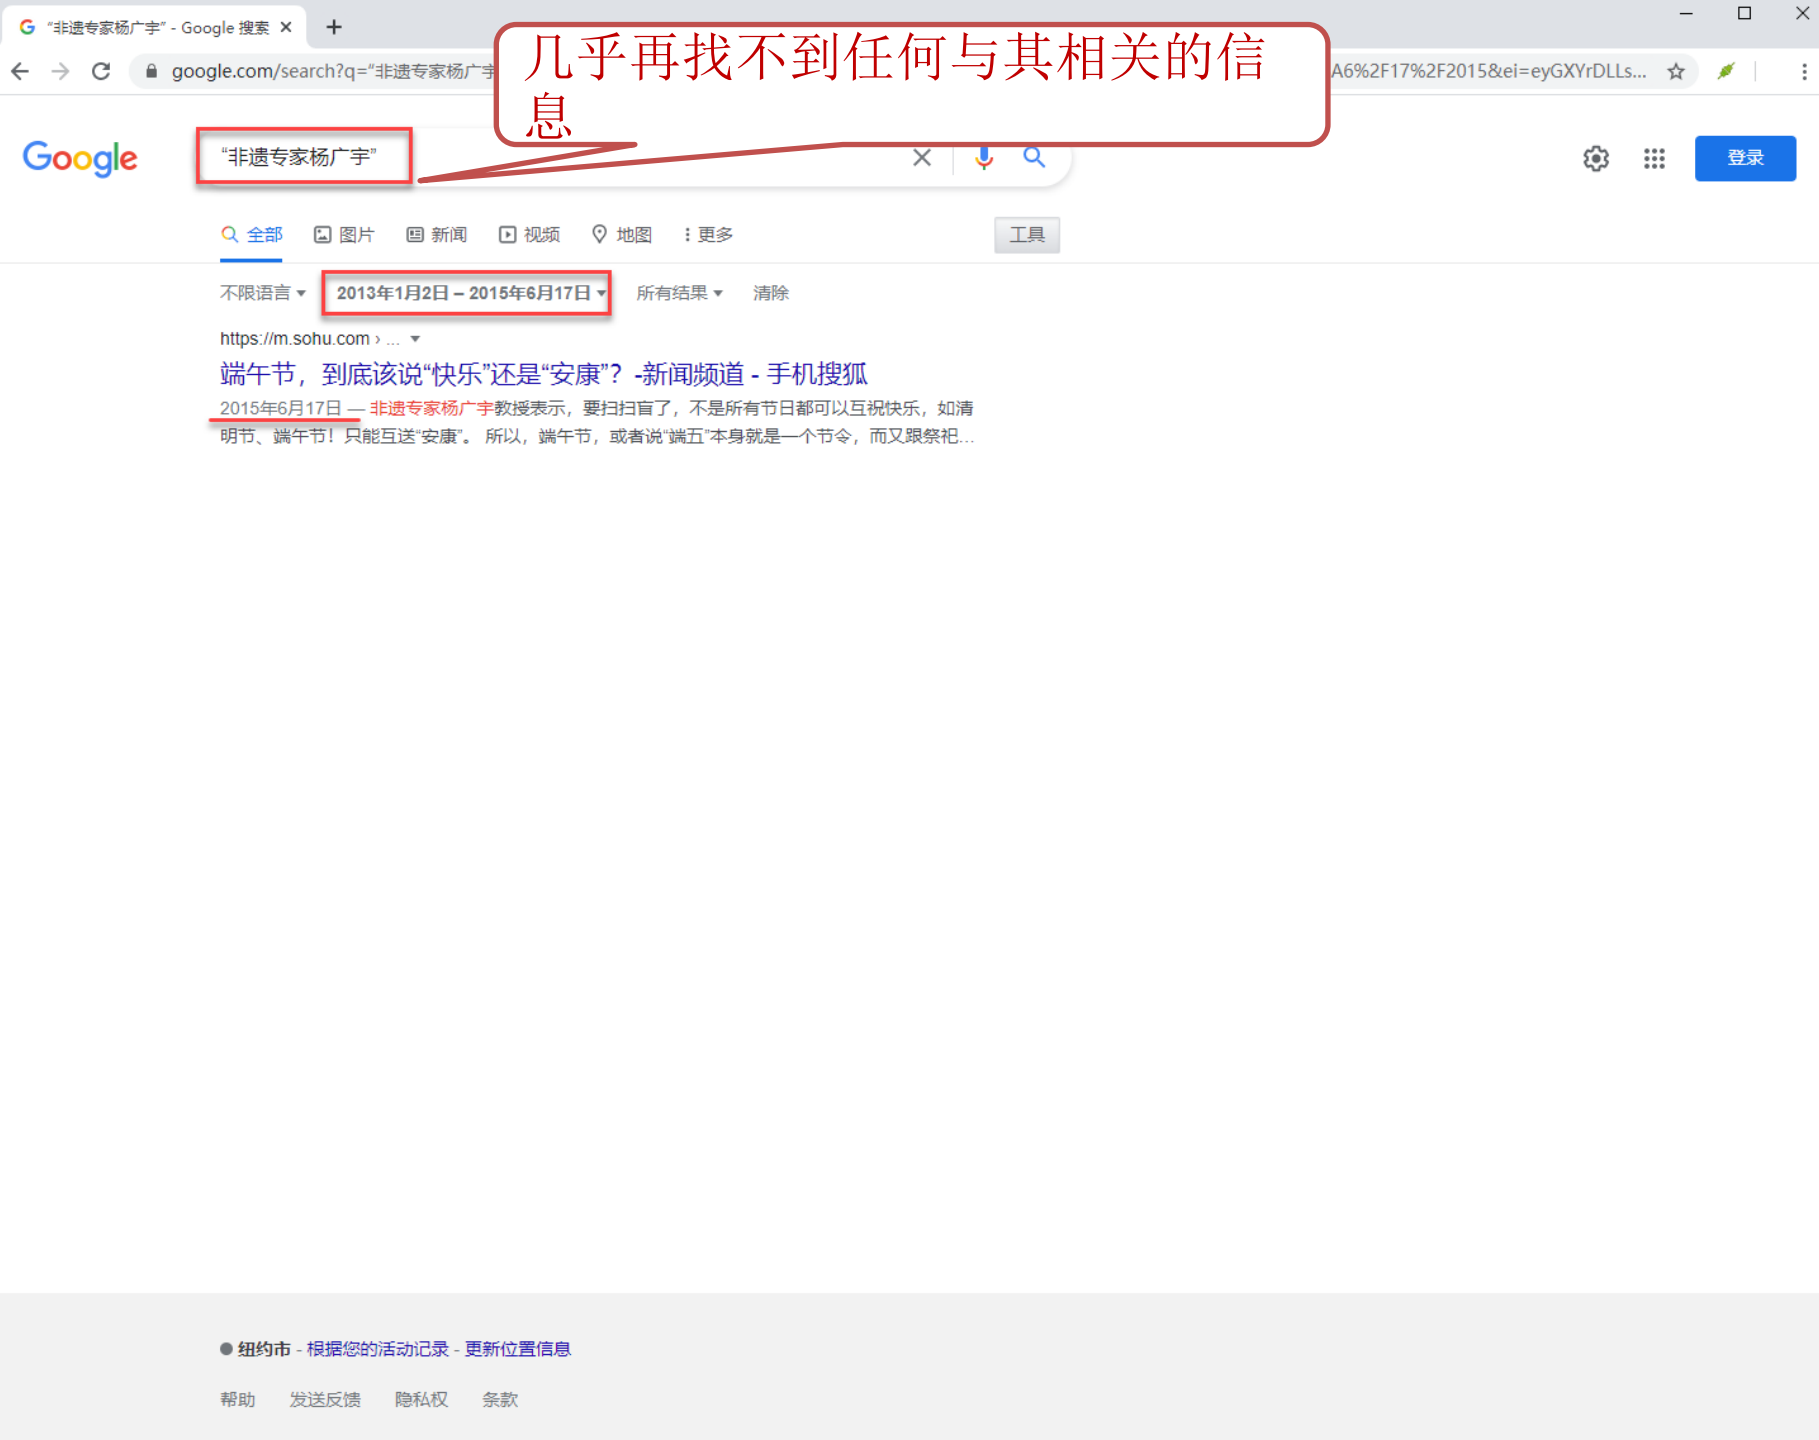 “非遗专家杨广宇” - Google 搜索
几乎再找不到任何与其相关的信
息
google.com/search?q=“非遗专家杨广宇
A6%2F17%2F2015&ei=eyGXYrDLLs...
Google
“非遗专家杨广宇”
登录
全部 图片 新闻 视频 地图 更多 工具
不限语言 2013年1月2日 – 2015年6月17日 所有结果 清除
https://m.sohu.com › ...
端午节，到底该说“快乐”还是“安康”？-新闻频道 - 手机搜狐
2015年6月17日 — 非遗专家杨广宇教授表示，要扫扫盲了，不是所有节日都可以互祝快乐，如清
明节、端午节！只能互送“安康”。 所以，端午节，或者说“端五”本身就是一个节令，而又跟祭祀...
纽约市 - 根据您的活动记录 - 更新位置信息
帮助 发送反馈 隐私权 条款